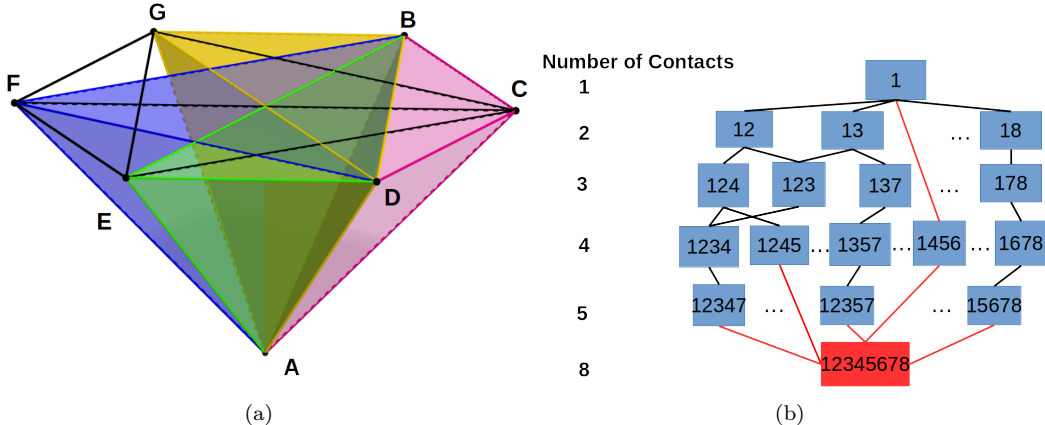 G
B
F
C
E
D
A
(a)
Number of Contacts
1
1
2
12 13 ... 18
3
124 123 137 ... 178
4
1234 1245 ... 1357 ... 1456 ... 1678
5
12347 ... 12357 ... 15678
8
12345678
(b)